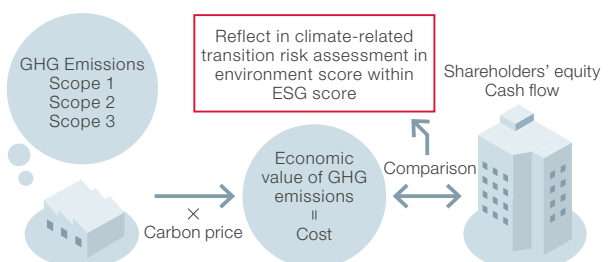 GHG Emissions
Scope 1
Scope 2
Scope 3
Reflect in climate-related
transition risk assessment in
environment score within
ESG score
Shareholders' equity
Cash flow
×
Carbon price
Economic
value of GHG
emissions
=
Cost
Comparison